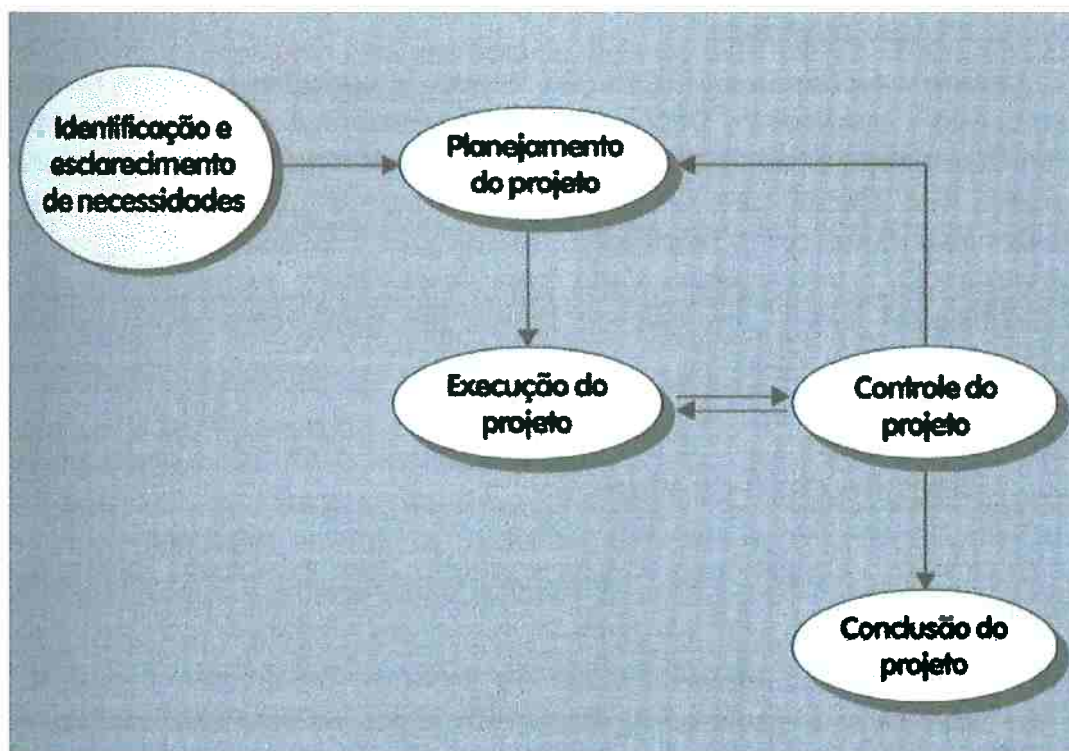 Identificação e
esclarecimento
de necessidades
Planejamento
do projeto
Execução do
projeto
Controle do
projeto
Conclusão do
projeto